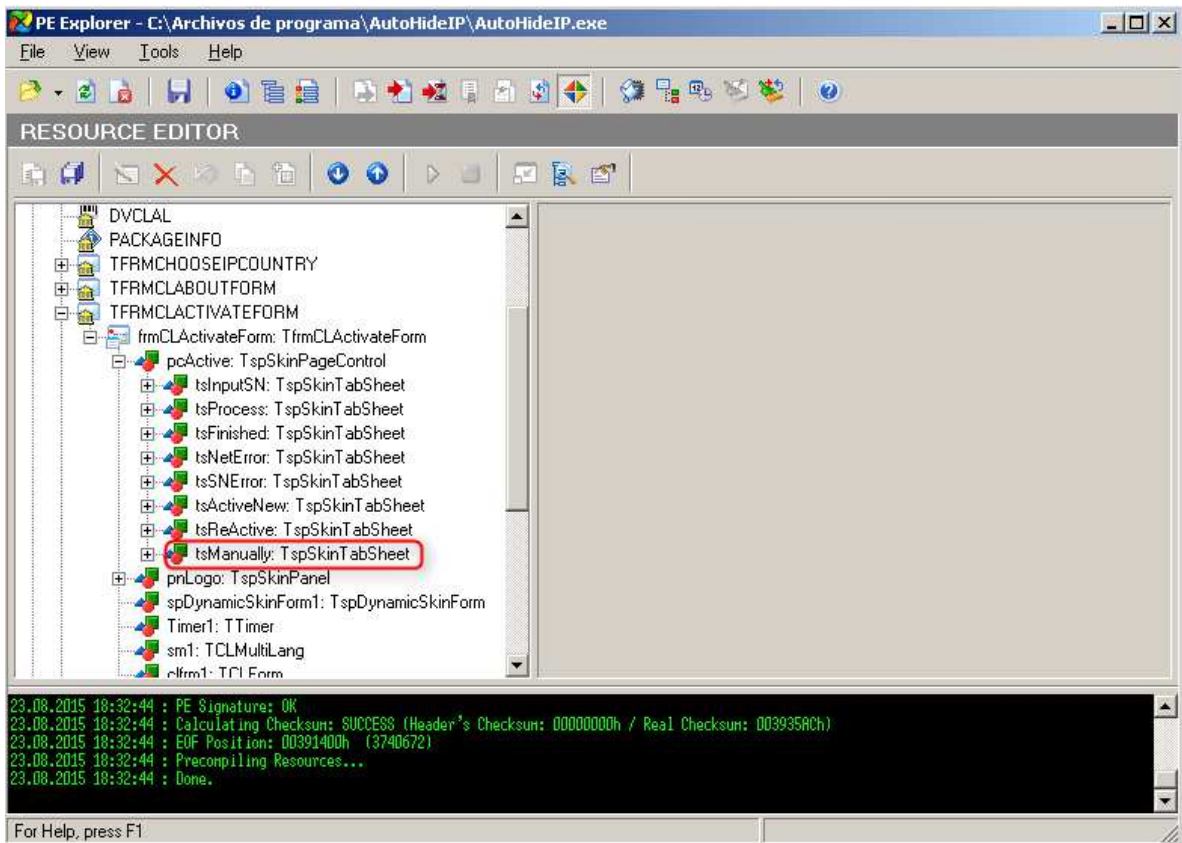 PE Explorer - C:\Archivos de programa\AutoHideIP\AutoHideIP.exe
File View Tools Help
RESOURCE EDITOR
DVCLAL
PACKAGEINFO
TFRMCHOOSEIPCOUNTRY
TFRMCLABOUTFORM
TFRMCLACTIVATEFORM
frmCLActivateForm: TfrmCLActivateForm
pcActive: TspSkinPageControl
tsInputSN: TspSkinTabSheet
tsProcess: TspSkinTabSheet
tsFinished: TspSkinTabSheet
tsNetError: TspSkinTabSheet
tsSNError: TspSkinTabSheet
tsActiveNew: TspSkinTabSheet
tsReActive: TspSkinTabSheet
tsManually: TspSkinTabSheet
pnLogo: TspSkinPanel
spDynamicSkinForm1: TspDynamicSkinForm
Timer1: TTimer
sm1: TCLMultiLang
clfrm1: TCLForm
23.08.2015 18:32:44 : PE Signature: OK
23.08.2015 18:32:44 : Calculating Checksum: SUCCESS (Header's Checksum: 00000000h / Real Checksum: 003935ACh)
23.08.2015 18:32:44 : EOF Position: 00391400h (3740672)
23.08.2015 18:32:44 : Precompiling Resources...
23.08.2015 18:32:44 : Done.
For Help, press F1